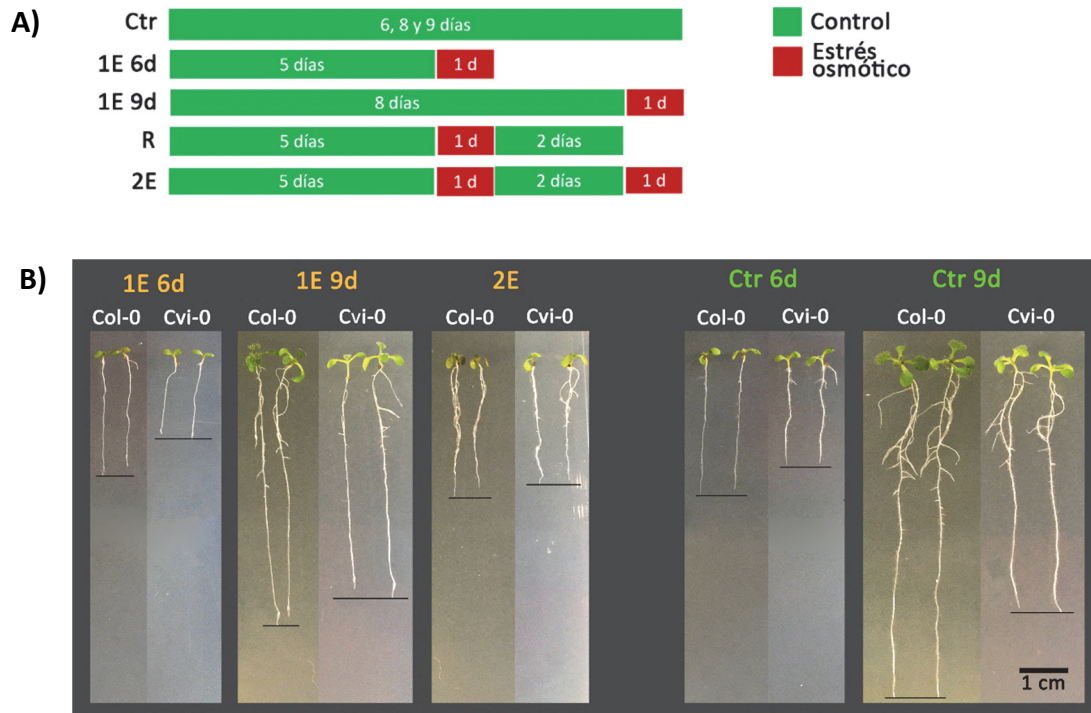 A)
Ctr
6, 8 y 9 días
Control
Estrés
osmótico
1E 6d
5 días
1 d
1E 9d
8 días
1 d
R
5 días
1 d
2 días
2E
5 días
1 d
2 días
1 d
B)
1E 6d
1E 9d
2E
Ctr 6d
Ctr 9d
Col-0
Cvi-0
Col-0
Cvi-0
Col-0
Cvi-0
Col-0
Cvi-0
Col-0
Cvi-0
1 cm